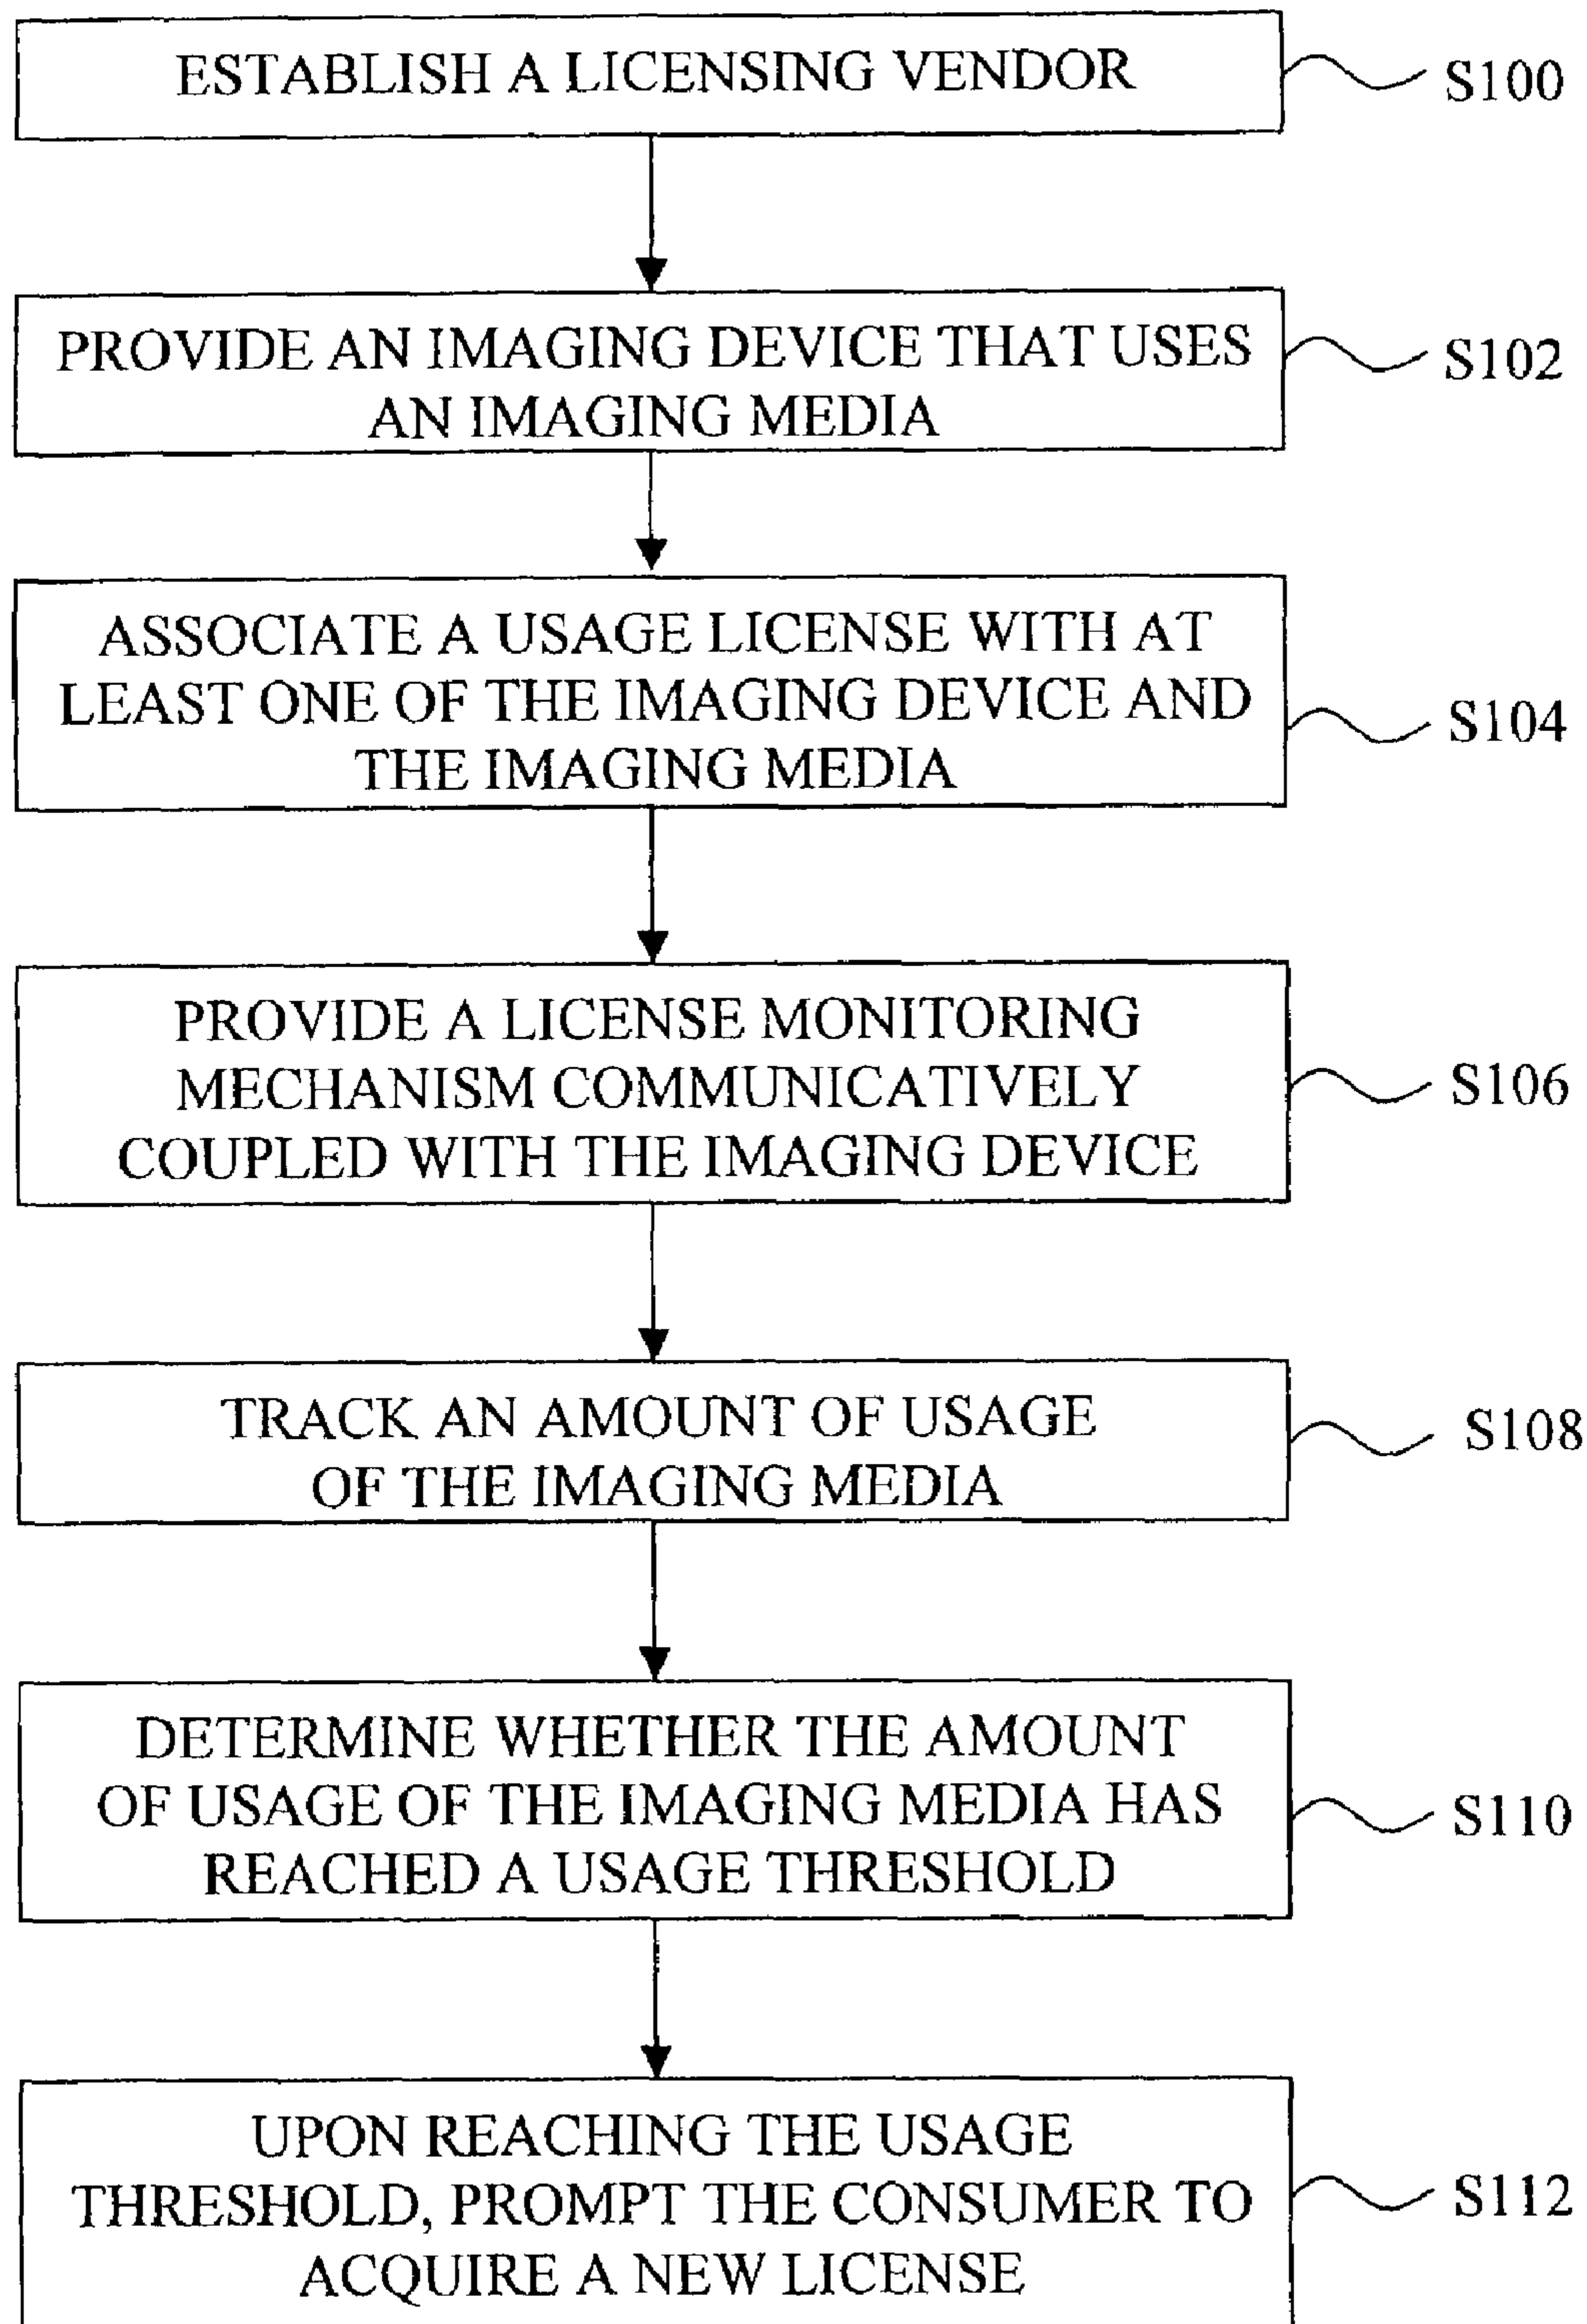 ESTABLISH A LICENSING VENDOR
S100
PROVIDE AN IMAGING DEVICE THAT USES
AN IMAGING MEDIA
S102
ASSOCIATE A USAGE LICENSE WITH AT
LEAST ONE OF THE IMAGING DEVICE AND
THE IMAGING MEDIA
S104
PROVIDE A LICENSE MONITORING
MECHANISM COMMUNICATIVELY
COUPLED WITH THE IMAGING DEVICE
S106
TRACK AN AMOUNT OF USAGE
OF THE IMAGING MEDIA
S108
DETERMINE WHETHER THE AMOUNT
OF USAGE OF THE IMAGING MEDIA HAS
REACHED A USAGE THRESHOLD
S110
UPON REACHING THE USAGE
THRESHOLD, PROMPT THE CONSUMER TO
ACQUIRE A NEW LICENSE
S112